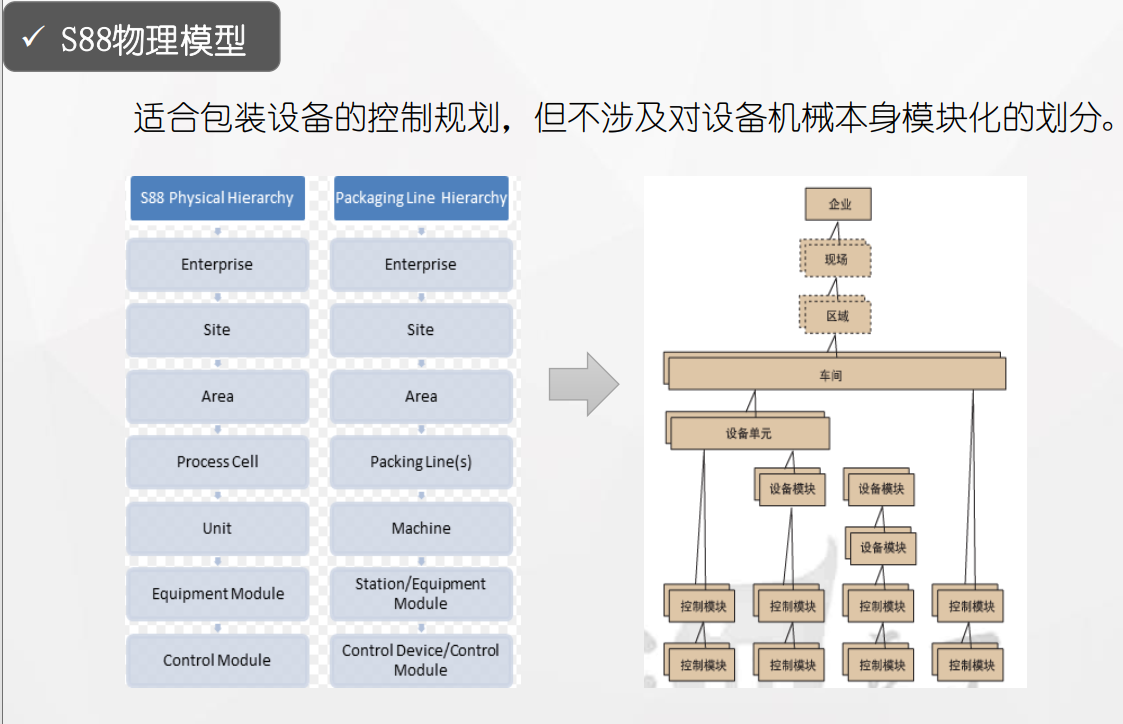 ✓ S88物理模型
适合包装设备的控制规划，但不涉及对设备机械本身模块化的划分。
S88 Physical Hierarchy
Enterprise
Site
Area
Process Cell
Unit
Equipment Module
Control Module
Packaging Line Hierarchy
Enterprise
Site
Area
Packing Line(s)
Machine
Station/Equipment
Module
Control Device/Control
Module
企业
现场
区域
车间
设备单元
设备模块 设备模块
设备模块
控制模块 控制模块 控制模块 控制模块
控制模块 控制模块 控制模块 控制模块